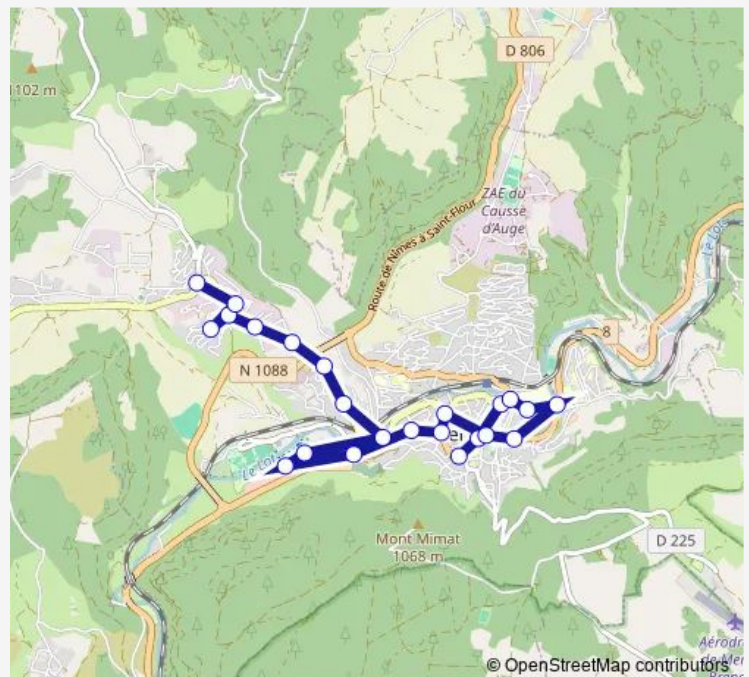 D 806
1102 m
ZAE du
Causse
d'Auge
Route de Nîmes à Saint-Flour
Le Lot
8
N 1088
Le Lot
Mont Mimat
1068 m
D 225
Aérodr
© OpenStreetMap contributors